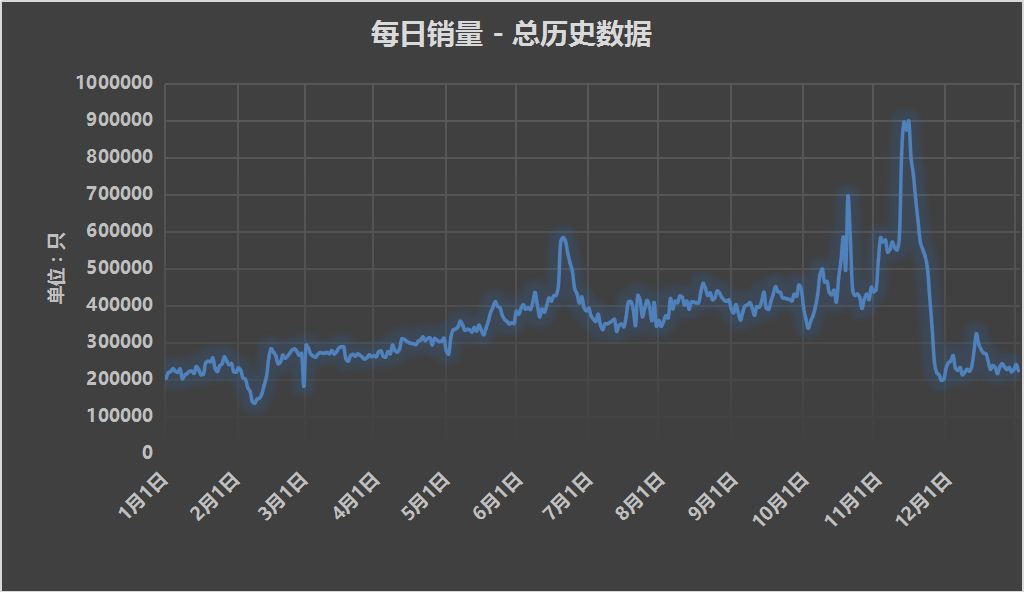 每日销量 - 总历史数据
单位：只
1000000
900000
800000
700000
600000
500000
400000
300000
200000
100000
0
1月1日
2月1日
3月1日
4月1日
5月1日
6月1日
7月1日
8月1日
9月1日
10月1日
11月1日
12月1日